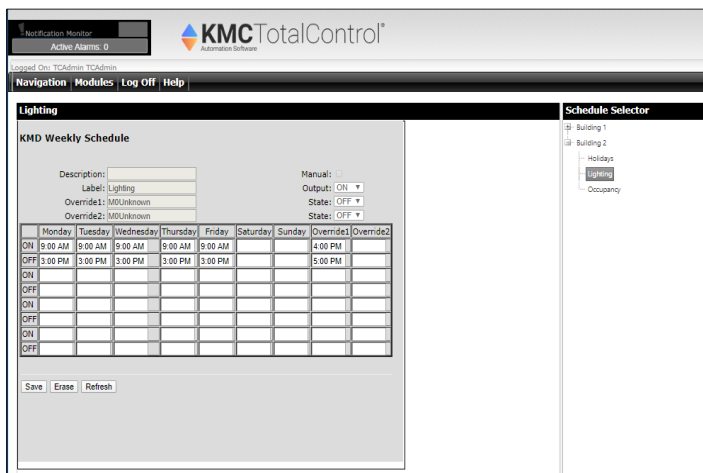 Notification Monitor
Active Alarms: 0
KMCTotalControl®
Automation Software
Logged On: TCAdmin TCAdmin
Navigation Modules Log Off Help
Lighting
Schedule Selector
KMD Weekly Schedule
Description:
Manual:
Label: Lighting
Output: ON
Override1: M0Unknown
State: OFF
Override2: M0Unknown
State: OFF
Monday Tuesday Wednesday Thursday Friday Saturday Sunday Override1 Override2
ON 9:00 AM 9:00 AM 9:00 AM 9:00 AM 9:00 AM 4:00 PM
OFF 3:00 PM 3:00 PM 3:00 PM 3:00 PM 3:00 PM 5:00 PM
ON
OFF
ON
OFF
ON
OFF
Save Erase Refresh
Building 1
Building 2
Holidays
Lighting
Occupancy